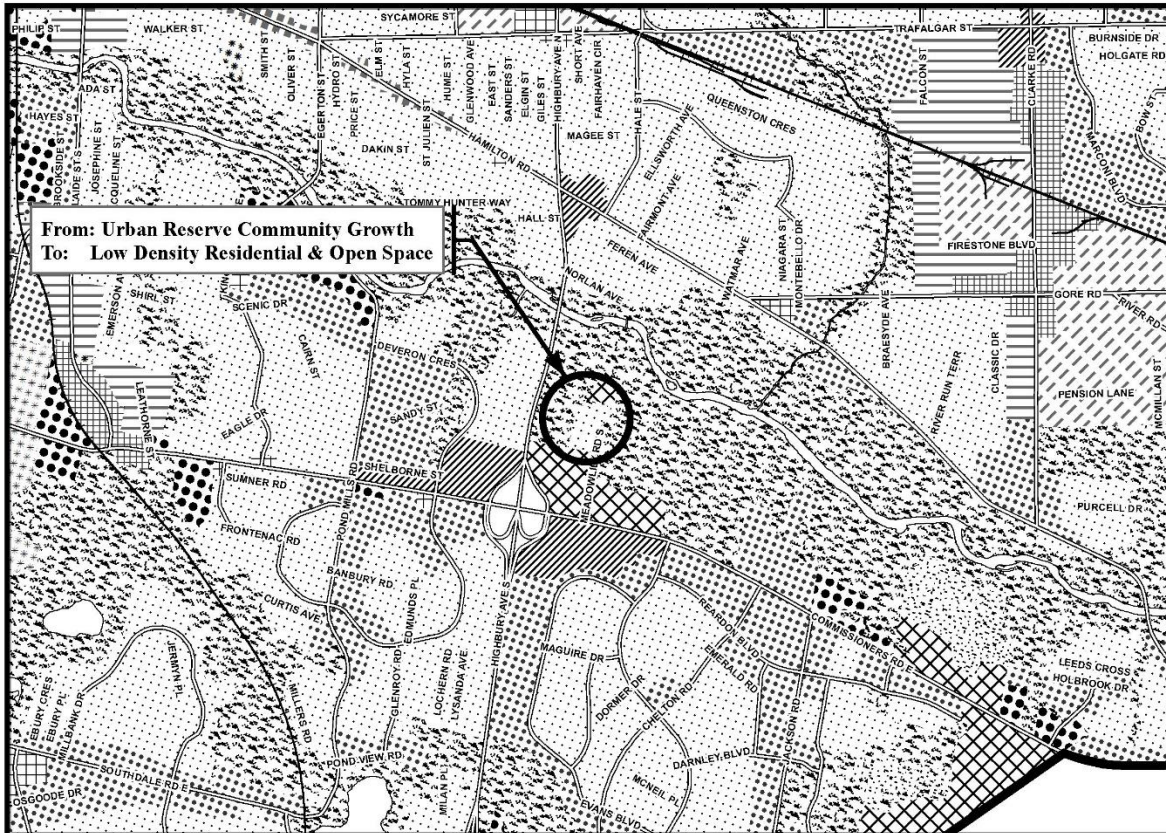 SYCAMORE ST
PHILIP ST
WALKER ST
TRAFALGAR ST
BURNSIDE DR
HOLGATE RD
SMITH ST
OLIVER ST
EGERTON ST
HYDRO ST
PRICE ST
ELM ST
HYLA ST
HUME ST
GLENWOOD AVE
EAST ST
SANDERS ST
ELGIN ST
GILES ST
HIGHBURY AVE N
SHORT AVE
FAIRHAVEN CIR
HALE ST
FALCON ST
CLARKE RD
MARCONI BLVD
BOW ST
ADA ST
HAYES ST
BROOKSIDE ST
LAIDE ST S
JOSEPHINE ST
ACQUELINE ST
DAKIN ST
ST JULIEN ST
HAMILTON RD
MAGEE ST
QUEENSTON CRES
ELLSWORTH AVE
FAIRMONT AVE
TOMMY HUNTER WAY
HALL ST
From: Urban Reserve Community Growth
To: Low Density Residential & Open Space
FEREN AVE
WATMAR AVE
NIAGARA ST
MONTEBELLO DR
FIRESTONE BLVD
NORLAN AVE
GORE RD
RIVER RD
BRAESYDE AVE
EMERSON AV
SHIRL ST
SCENIC DR
CAIRN ST
DEVERON CRES
SANDY ST
RIVER RUN TERR
CLASSIC DR
PENSION LANE
MCMILLAN ST
LEATHORNE ST
EAGLE DR
SHELBORNE ST
RD S
SUMNER RD
POND MILLS RD
FRONTENAC RD
PURCELL DR
BANBURY RD
CURTIS AVE
EDMUNDS PL
HIGHBURY AVE S
REARDON BLVD
COMMISSIONERS RD E
MAGUIRE DR
EMERALD RD
LEEDS CROSS
HOLBROOK DR
JERMYN PL
MILLERS RD
GLENROY RD
LOCHERN RD
LYSANDA AVE
DORMER DR
CHELTON RD
JACKSON RD
EBURY CRES
EBURY PL
MILLBANK DR
POND VIEW RD
MILAN PL
DARNLEY BLVD
MCNEIL PL
SOUTHDALE RD E
OSGOODE DR
EVANS BLVD